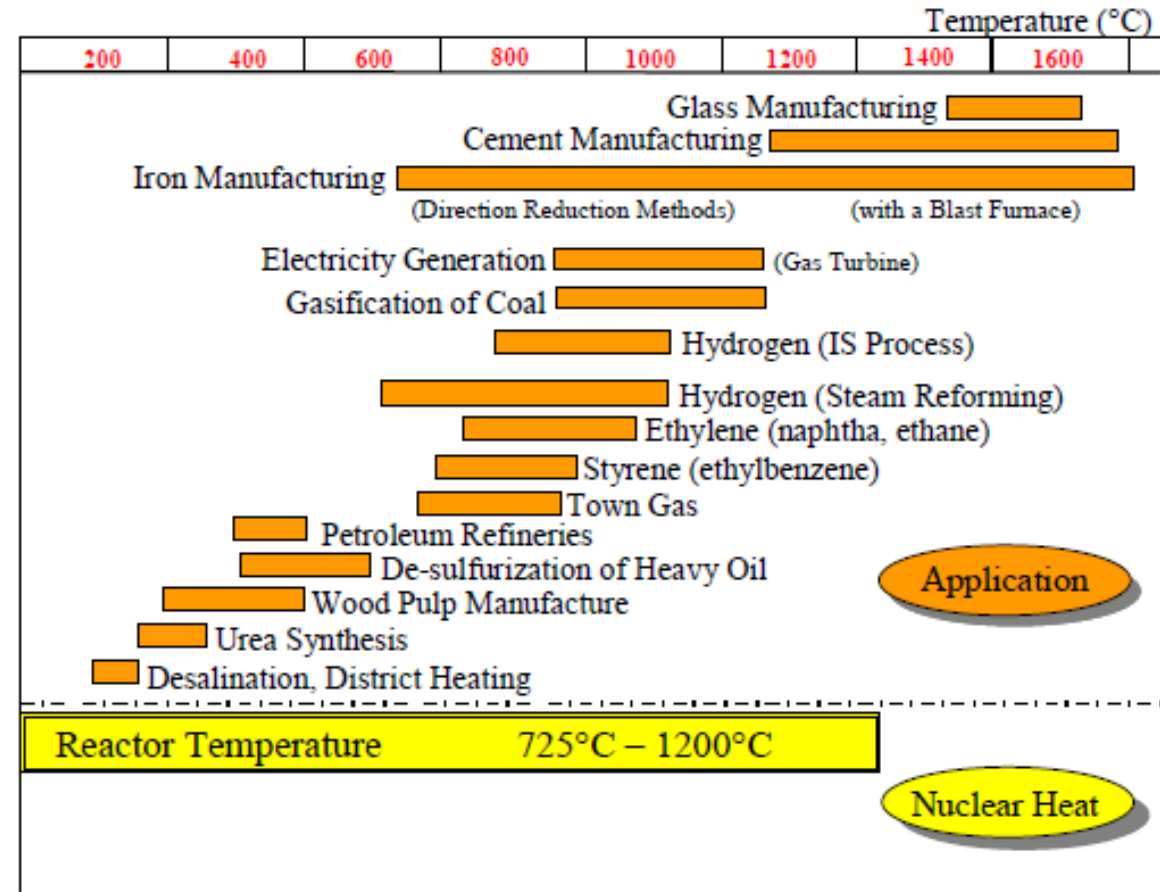 Temperature (°C)
200 400 600 800 1000 1200 1400 1600
Glass Manufacturing
Cement Manufacturing
Iron Manufacturing
(Direction Reduction Methods) (with a Blast Furnace)
Electricity Generation (Gas Turbine)
Gasification of Coal
Hydrogen (IS Process)
Hydrogen (Steam Reforming)
Ethylene (naphtha, ethane)
Styrene (ethylbenzene)
Town Gas
Petroleum Refineries
De-sulfurization of Heavy Oil
Application
Wood Pulp Manufacture
Urea Synthesis
Desalination, District Heating
Reactor Temperature 725°C – 1200°C
Nuclear Heat